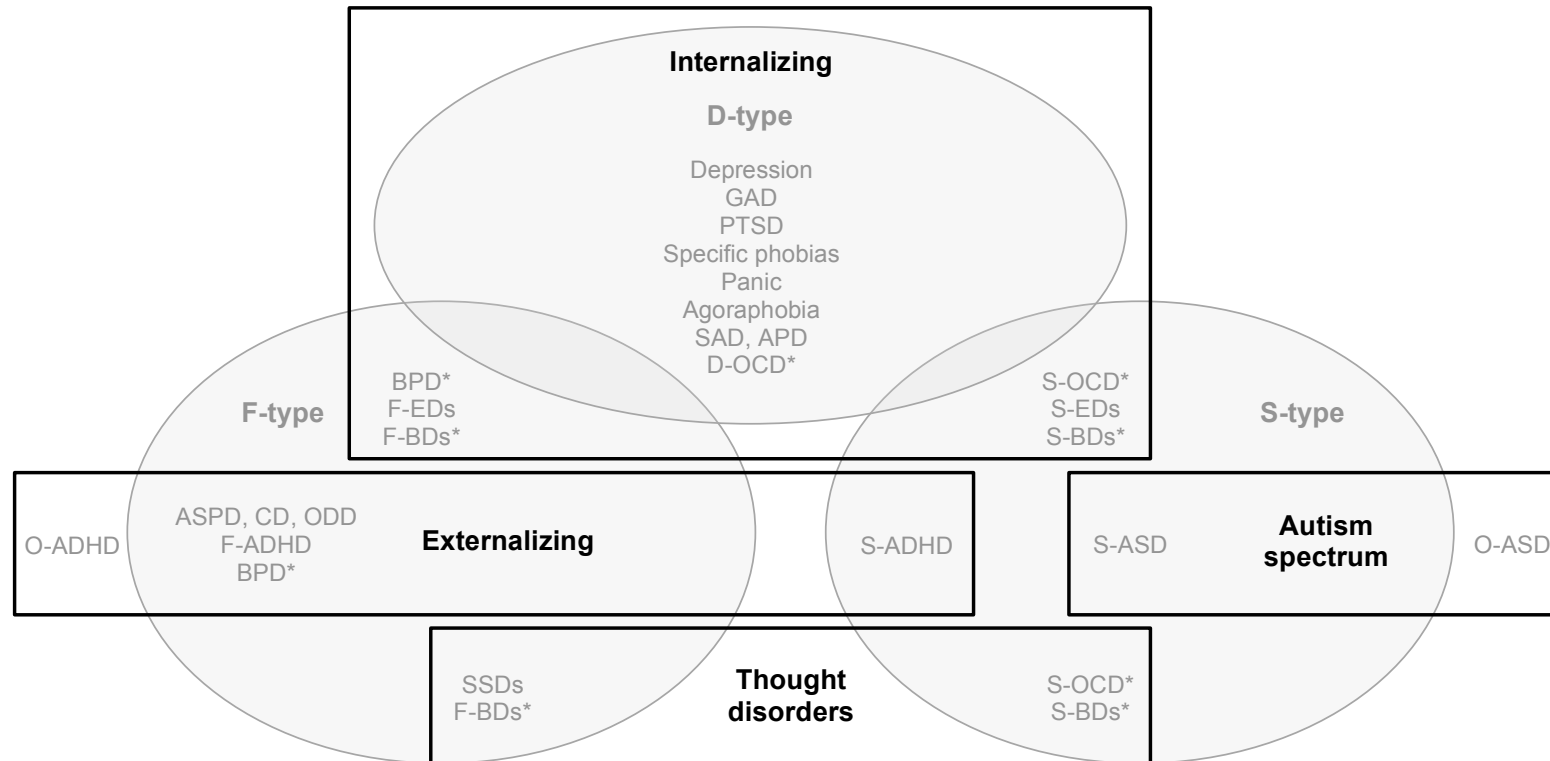 Internalizing
D-type
Depression
GAD
PTSD
Specific phobias
Panic
Agoraphobia
SAD, APD
D-OCD*
BPD*
F-EDs
F-BDs*
S-OCD*
S-EDs
S-BDs*
F-type
S-type
O-ADHD
ASPD, CD, ODD
F-ADHD
BPD*
Externalizing
S-ADHD
S-ASD
Autism
spectrum
O-ASD
SSDs
F-BDs*
Thought
disorders
S-OCD*
S-BDs*